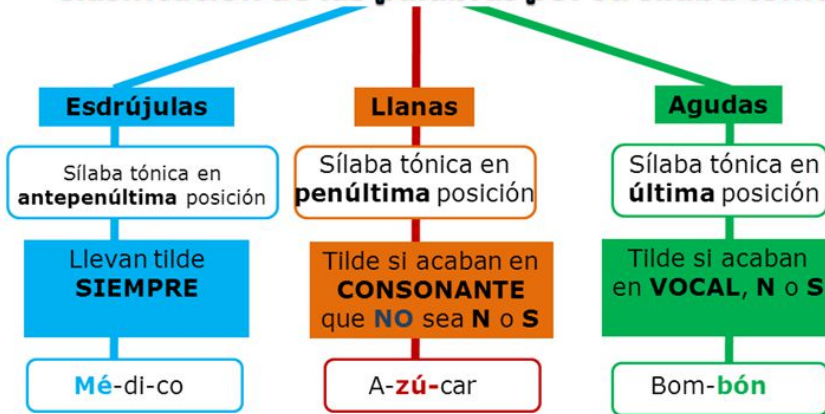 Esdrújulas
Sílaba tónica en
antepenúltima posición
Llevan tilde
SIEMPRE
Mé-di-co
Llanas
Sílaba tónica en
penúltima posición
Tilde si acaban en
CONSONANTE
que NO sea N o S
A-zú-car
Agudas
Sílaba tónica en
última posición
Tilde si acaban
en VOCAL, N o S
Bom-bón